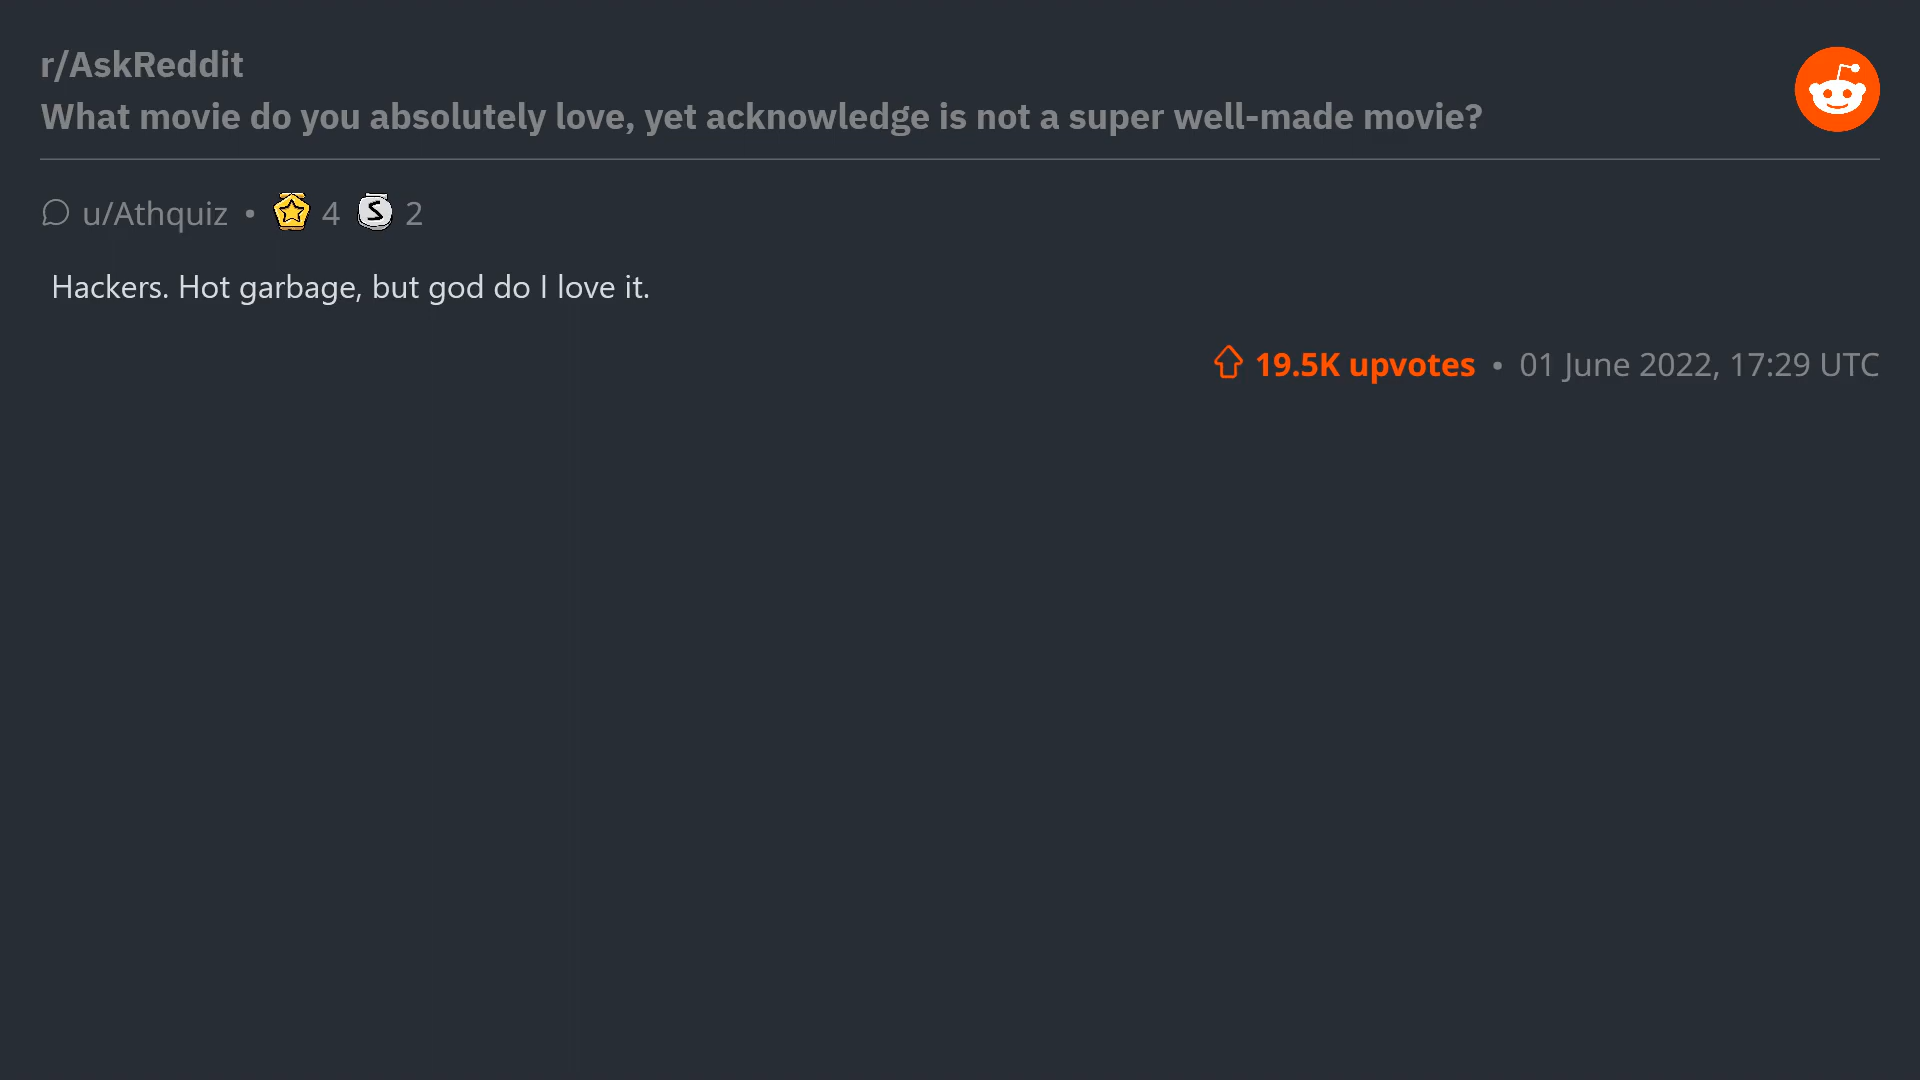 r/AskReddit
What movie do you absolutely love, yet acknowledge is not a super well-made movie?
u/Athquiz • 4 S 2
Hackers. Hot garbage, but god do I love it.
19.5K upvotes • 01 June 2022, 17:29 UTC